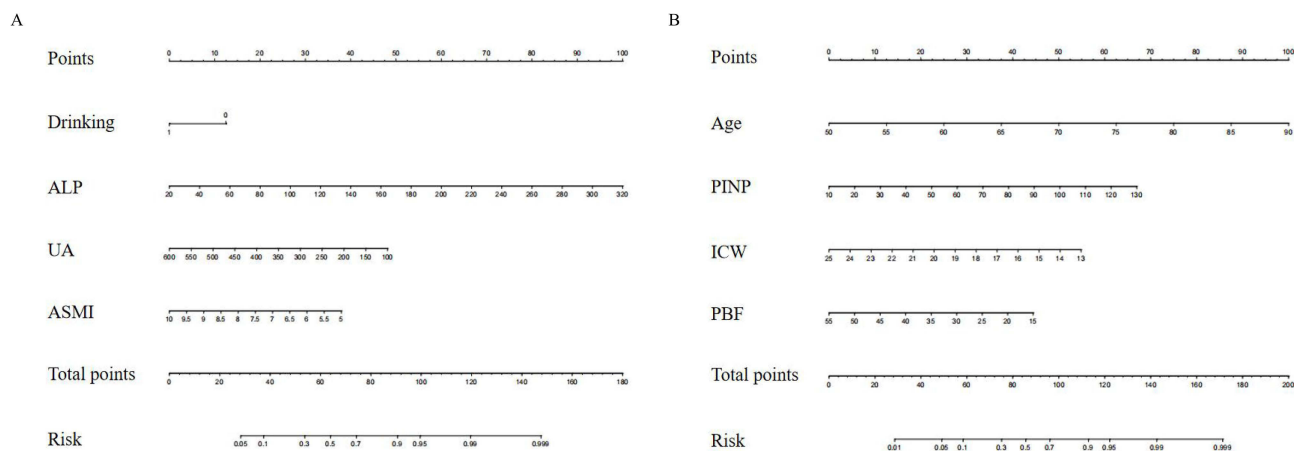 A
Points
0 10 20 30 40 50 60 70 80 90 100
Drinking
0
1
ALP
20 40 60 80 100 120 140 160 180 200 220 240 260 280 300 320
UA
600 550 500 450 400 350 300 250 200 150 100
ASMI
10 9.5 9 8.5 8 7.5 7 6.5 6 5.5 5
Total points
0 20 40 60 80 100 120 140 160 180
Risk
0.05 0.1 0.3 0.5 0.7 0.9 0.95 0.99 0.999
B
Points
0 10 20 30 40 50 60 70 80 90 100
Age
50 55 60 65 70 75 80 85 90
PINP
10 20 30 40 50 60 70 80 90 100 110 120 130
ICW
25 24 23 22 21 20 19 18 17 16 15 14 13
PBF
55 50 45 40 35 30 25 20 15
Total points
0 20 40 60 80 100 120 140 160 180 200
Risk
0.01 0.05 0.1 0.3 0.5 0.7 0.9 0.95 0.99 0.999